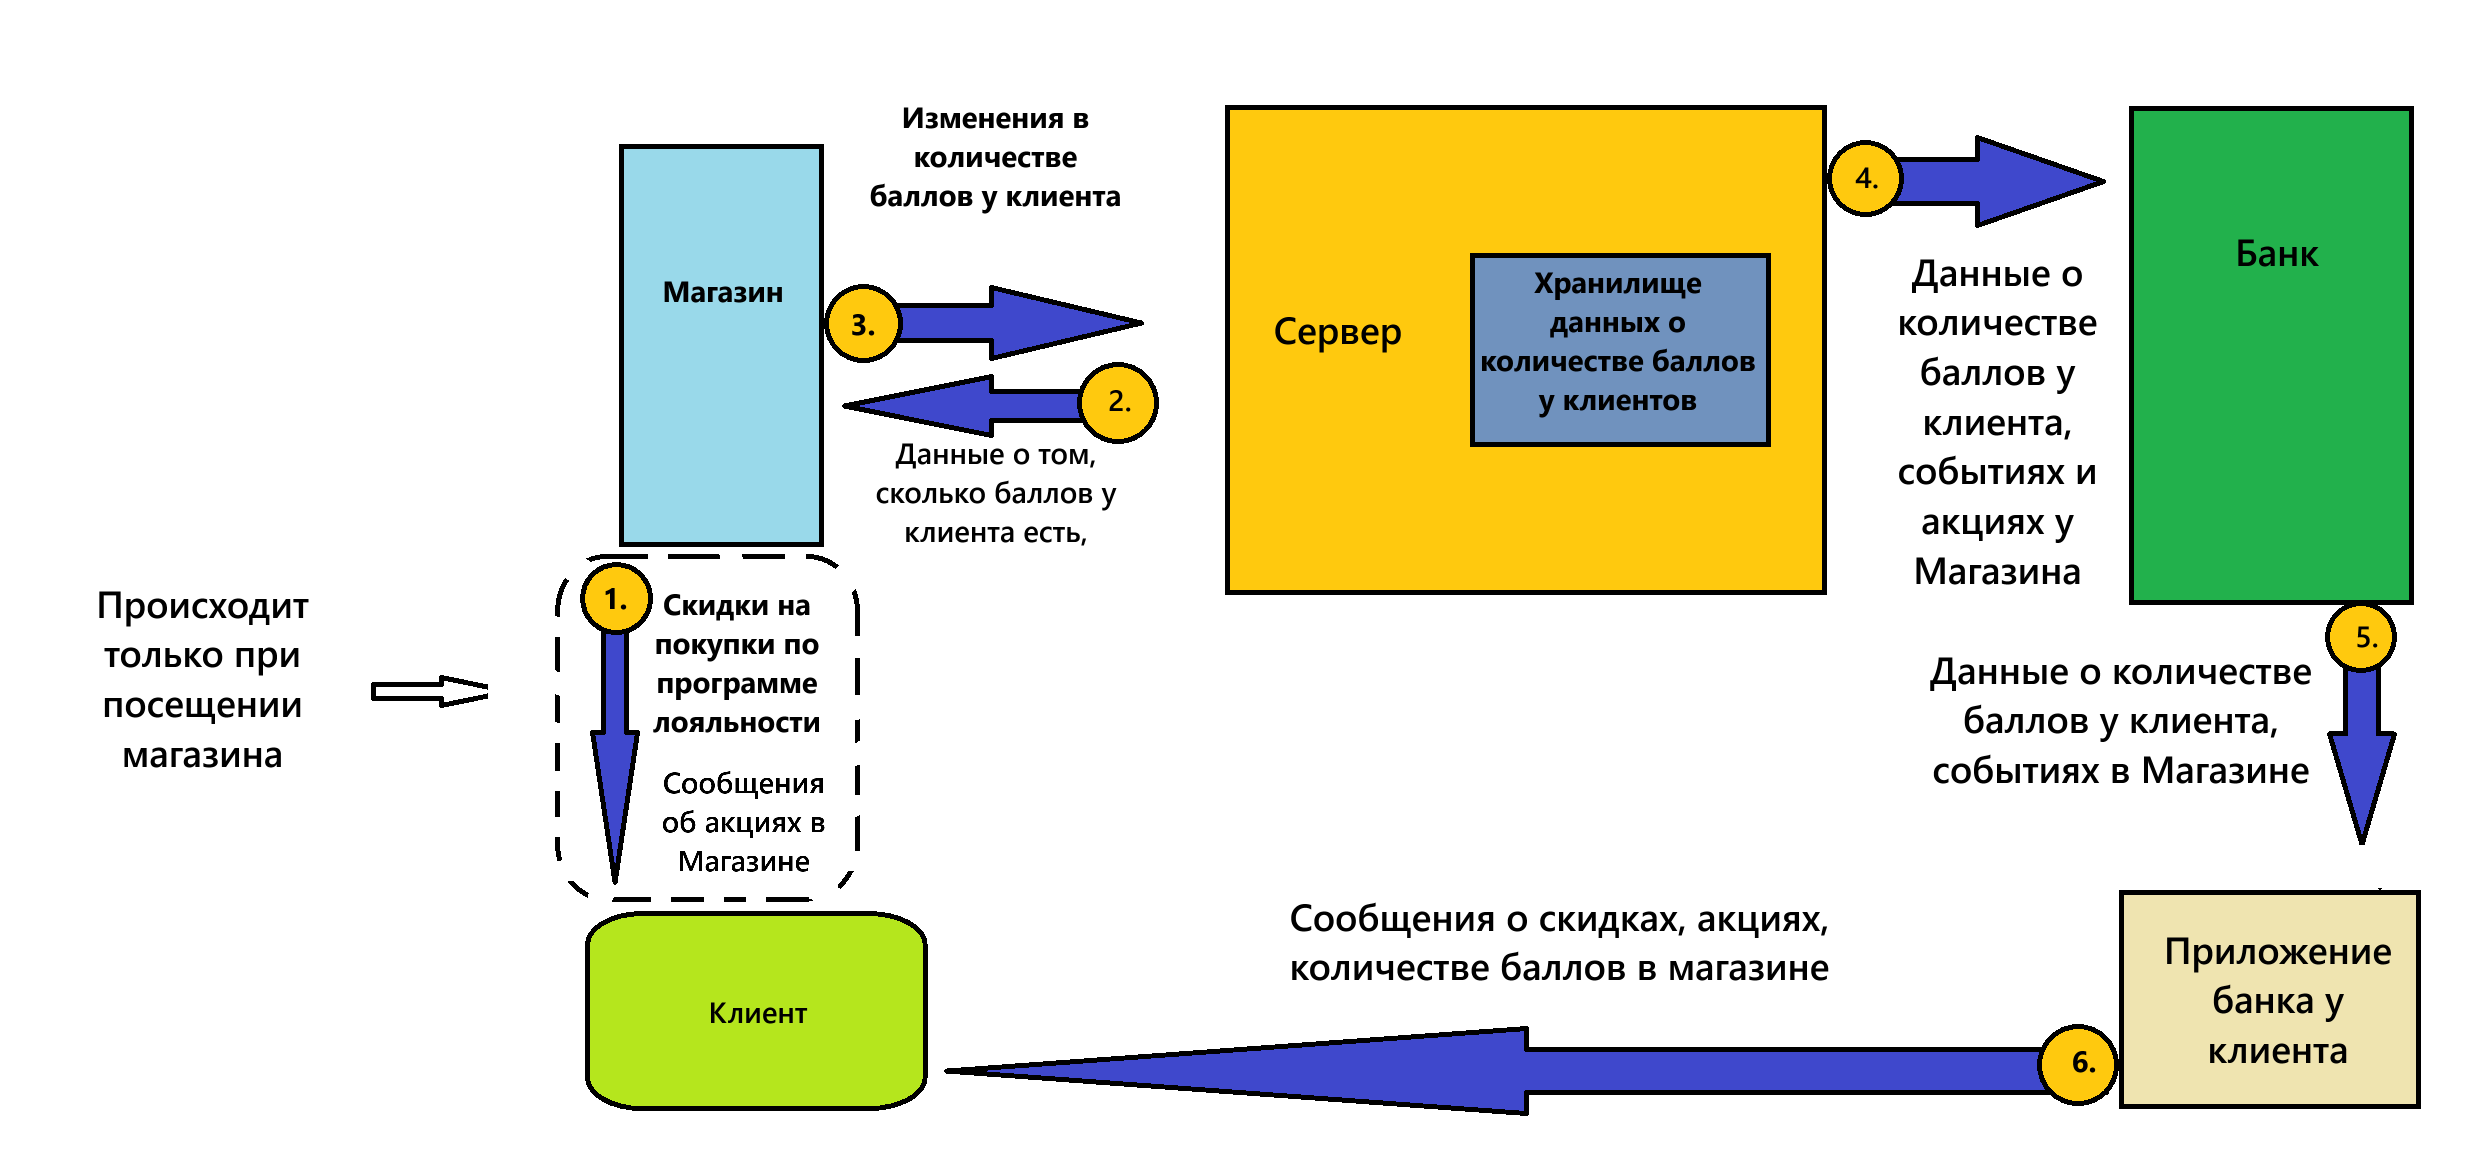 Изменения в
количестве
баллов у клиента
Магазин
3.
2.
Данные о том,
сколько баллов у
клиента есть,
Сервер
Хранилище
данных о
количестве баллов
у клиентов
4.
Данные о
количестве
баллов у
клиента,
событиях и
акциях у
Магазина
Банк
Происходит
только при
посещении
магазина
1.
Скидки на
покупки по
программе
лояльности
Сообщения
об акциях в
Магазине
5.
Данные о количестве
баллов у клиента,
событиях в Магазине
Клиент
Сообщения о скидках, акциях,
количестве баллов в магазине
6.
Приложение
банка у
клиента